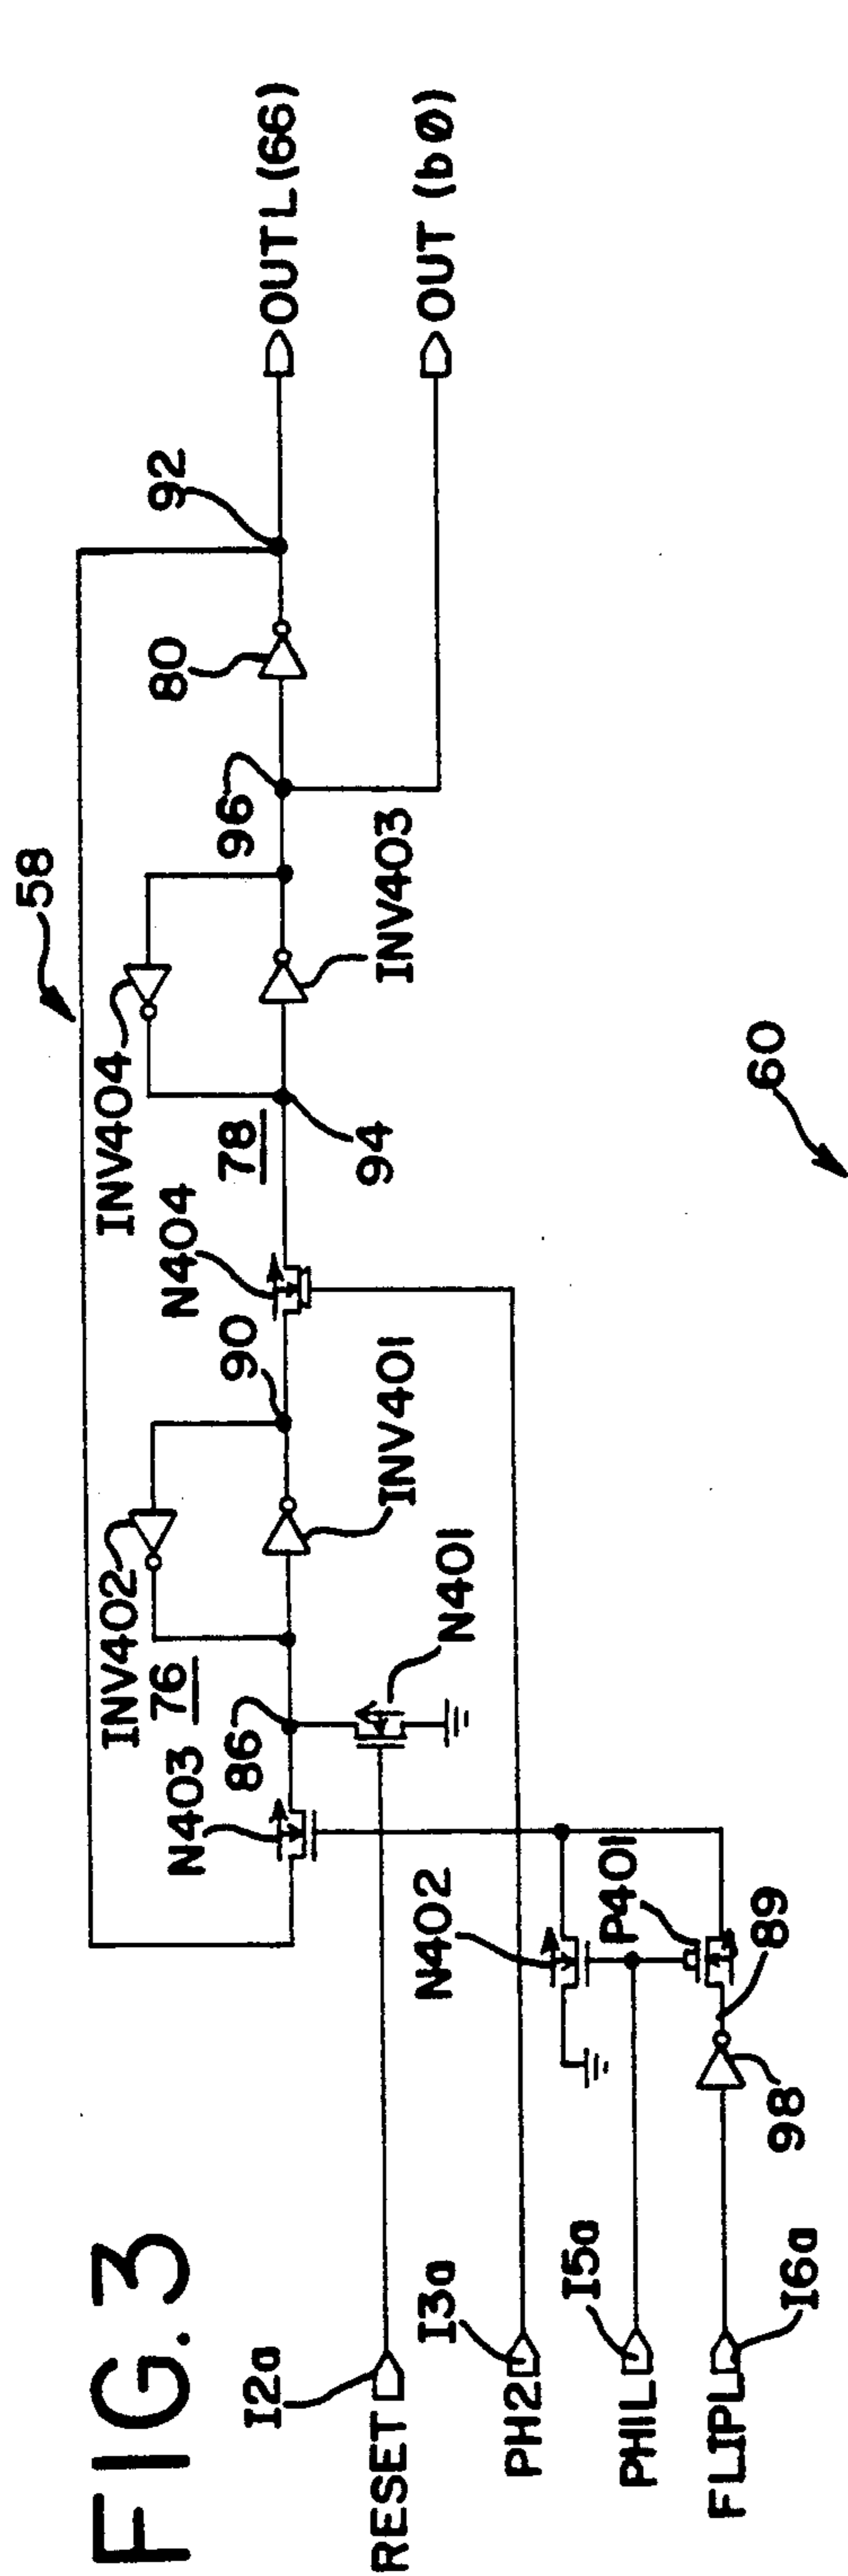 FIG. 3
58
INV402
INV404
N403
76
86
90
N404
78
94
96
80
92
OUTL(66)
INV401
INV403
OUT (b0)
N401
I2a
RESET
I3a
PH2
N402
I5a
PH1L
P401
89
I6a
FLIPL
98
60